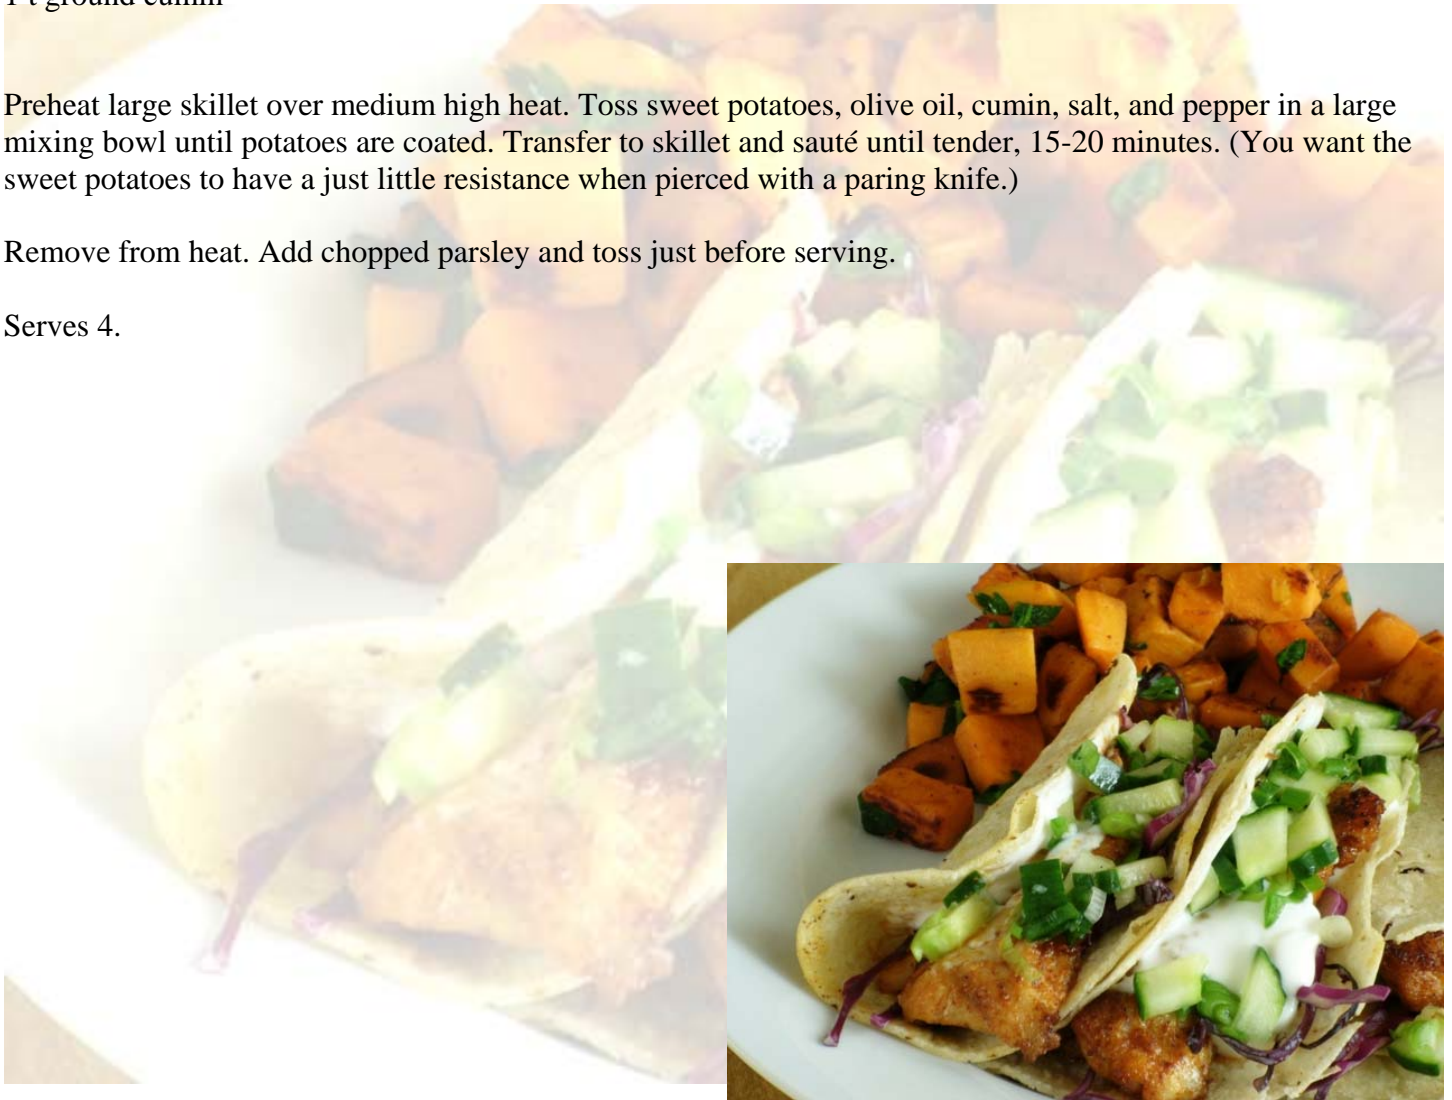 1 t ground cumin
Preheat large skillet over medium high heat. Toss sweet potatoes, olive oil, cumin, salt, and pepper in a large
mixing bowl until potatoes are coated. Transfer to skillet and sauté until tender, 15-20 minutes. (You want the
sweet potatoes to have a just little resistance when pierced with a paring knife.)
Remove from heat. Add chopped parsley and toss just before serving.
Serves 4.